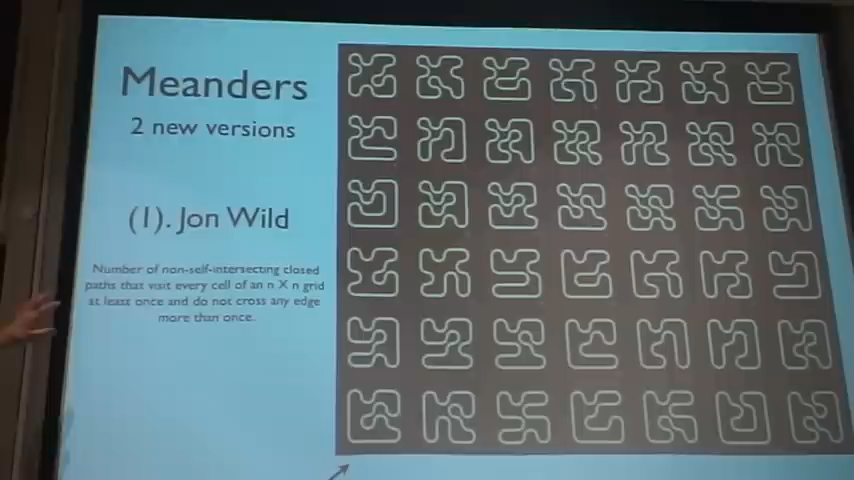 Meanders
2 new versions
(1). Jon Wild
Number of non-self-intersecting closed
paths that visit every cell of an n X n grid
at least once and do not cross any edge
more than once.